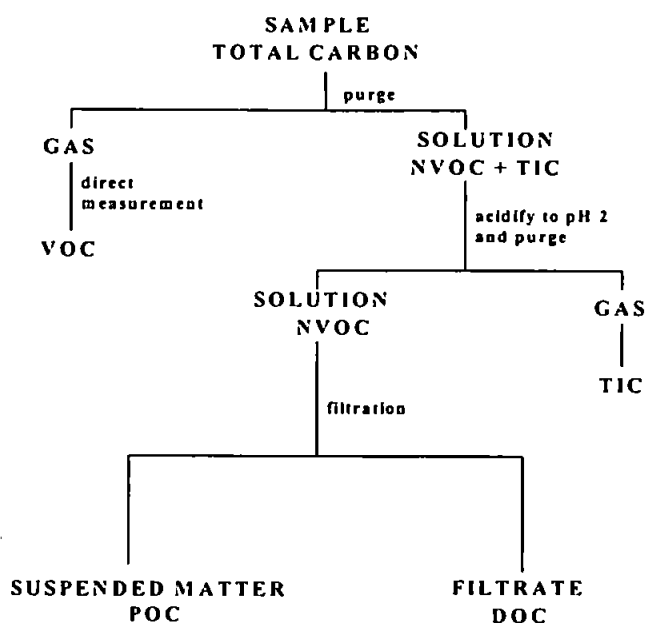 SAMPLE
TOTAL CARBON
purge
GAS
SOLUTION
NVOC + TIC
direct
measurement
acidify to pH 2
and purge
VOC
SOLUTION
NVOC
GAS
TIC
filtration
SUSPENDED MATTER
POC
FILTRATE
DOC